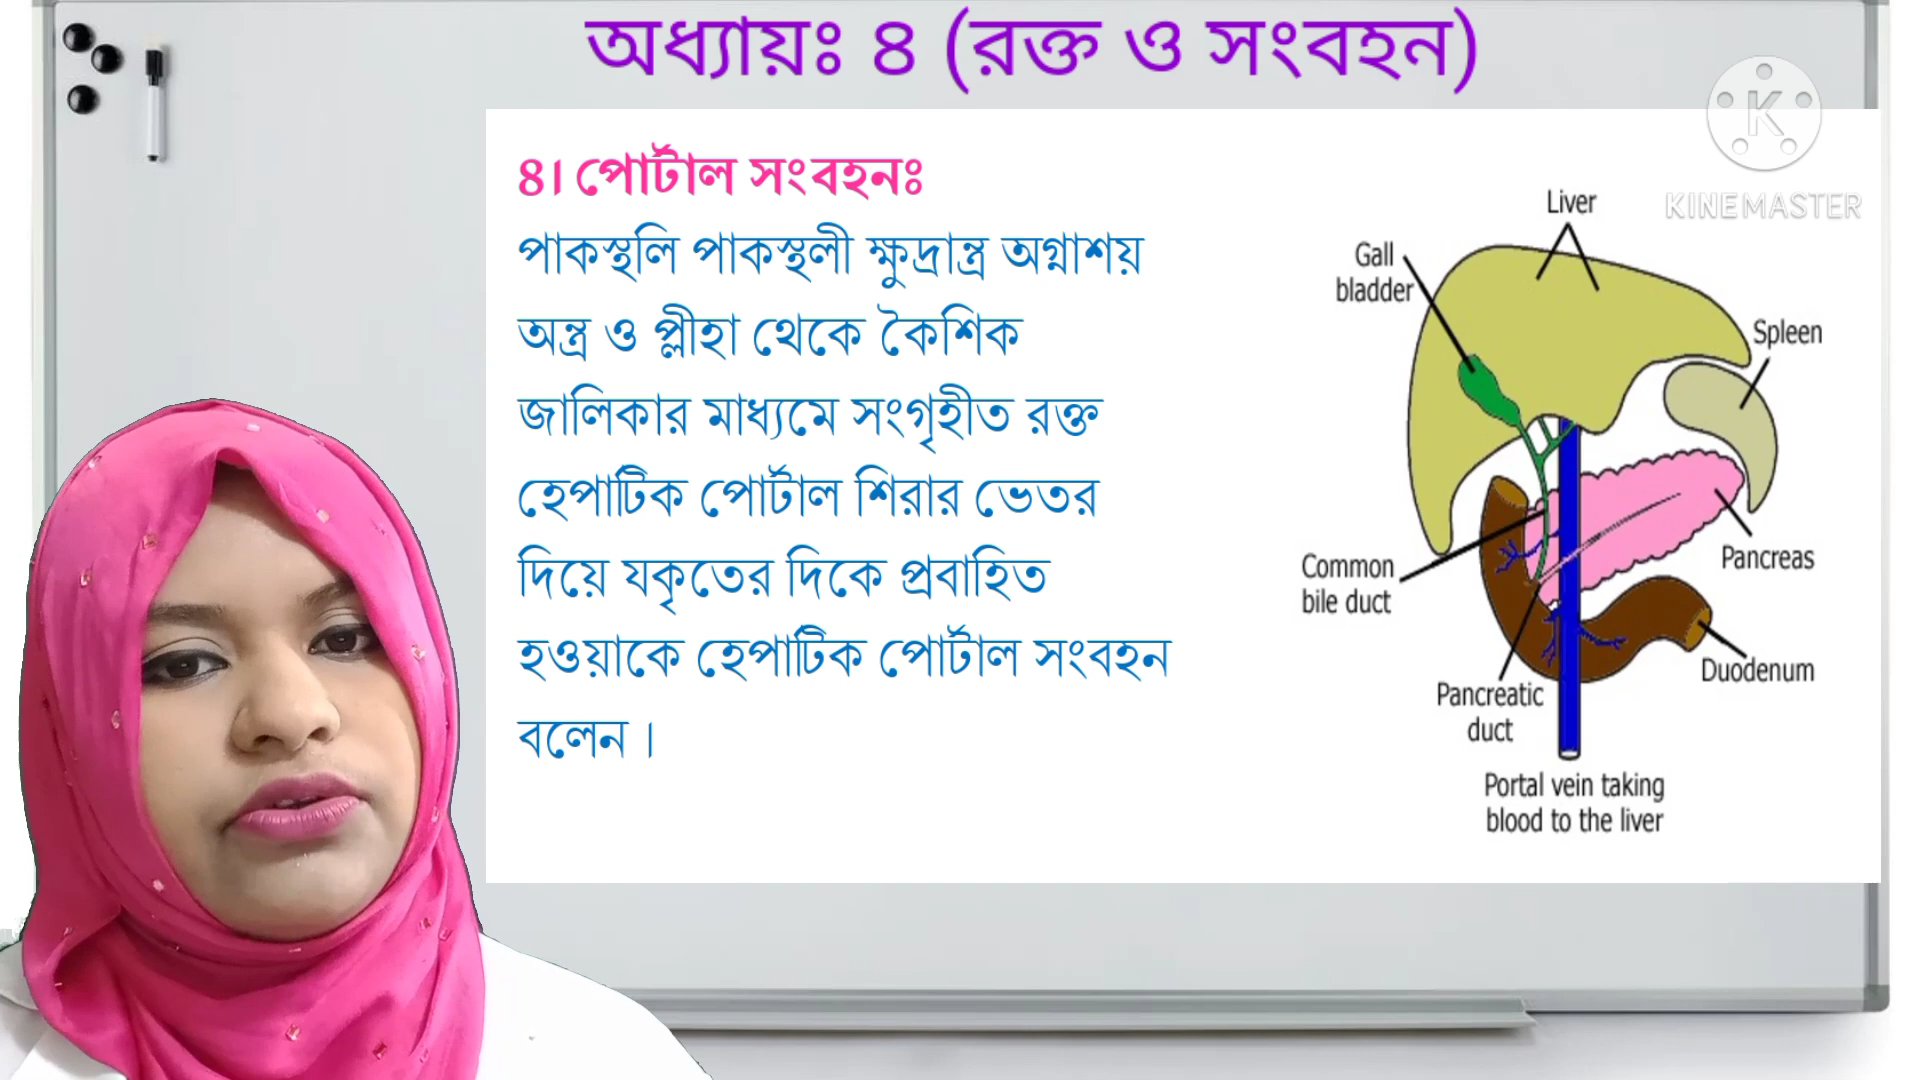 অধ্যায়ঃ ৪ (রক্ত ও সংবহন)
৪। পোর্টাল সংবহনঃ
পাকস্থলি পাকস্থলী ক্ষুদ্রান্ত্র অগ্নাশয়
অন্ত্র ও প্লীহা থেকে কৈশিক
জালিকার মাধ্যমে সংগৃহীত রক্ত
হেপাটিক পোর্টাল শিরার ভেতর
দিয়ে যকৃতের দিকে প্রবাহিত
হওয়াকে হেপাটিক পোর্টাল সংবহন
বলেন।
Liver
Gall
bladder
Spleen
Pancreas
Common
bile duct
Duodenum
Pancreatic
duct
Portal vein taking
blood to the liver
K
KINEMASTER